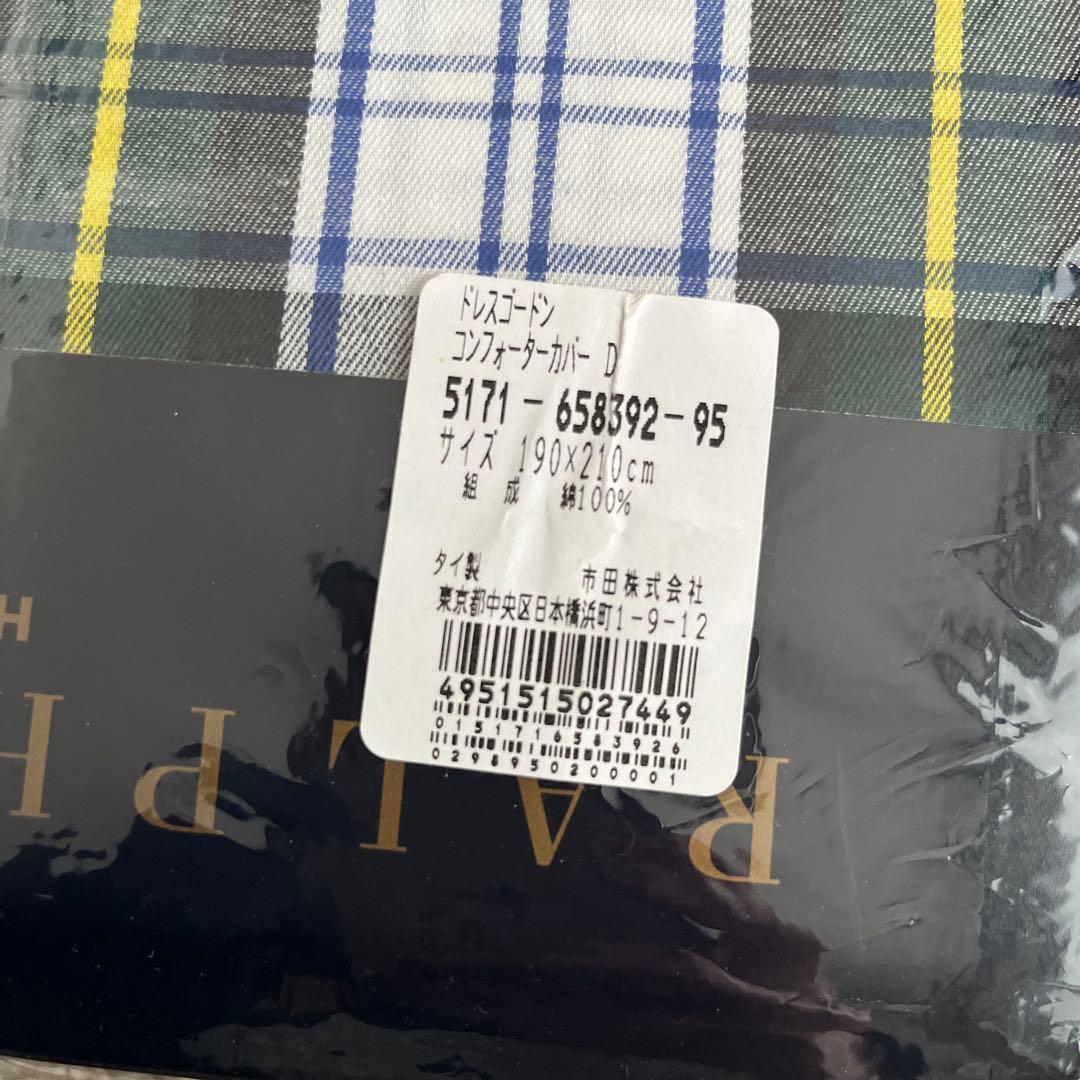 ドレスゴードン
コンフォーターカバー D
5171-658392-95
サイズ 190×210cm
組成 綿100%
タイ製 市田株式会社
東京都中央区日本橋浜町1-9-12
4951515027449
0151716583926
0298950200001
RALPH
H